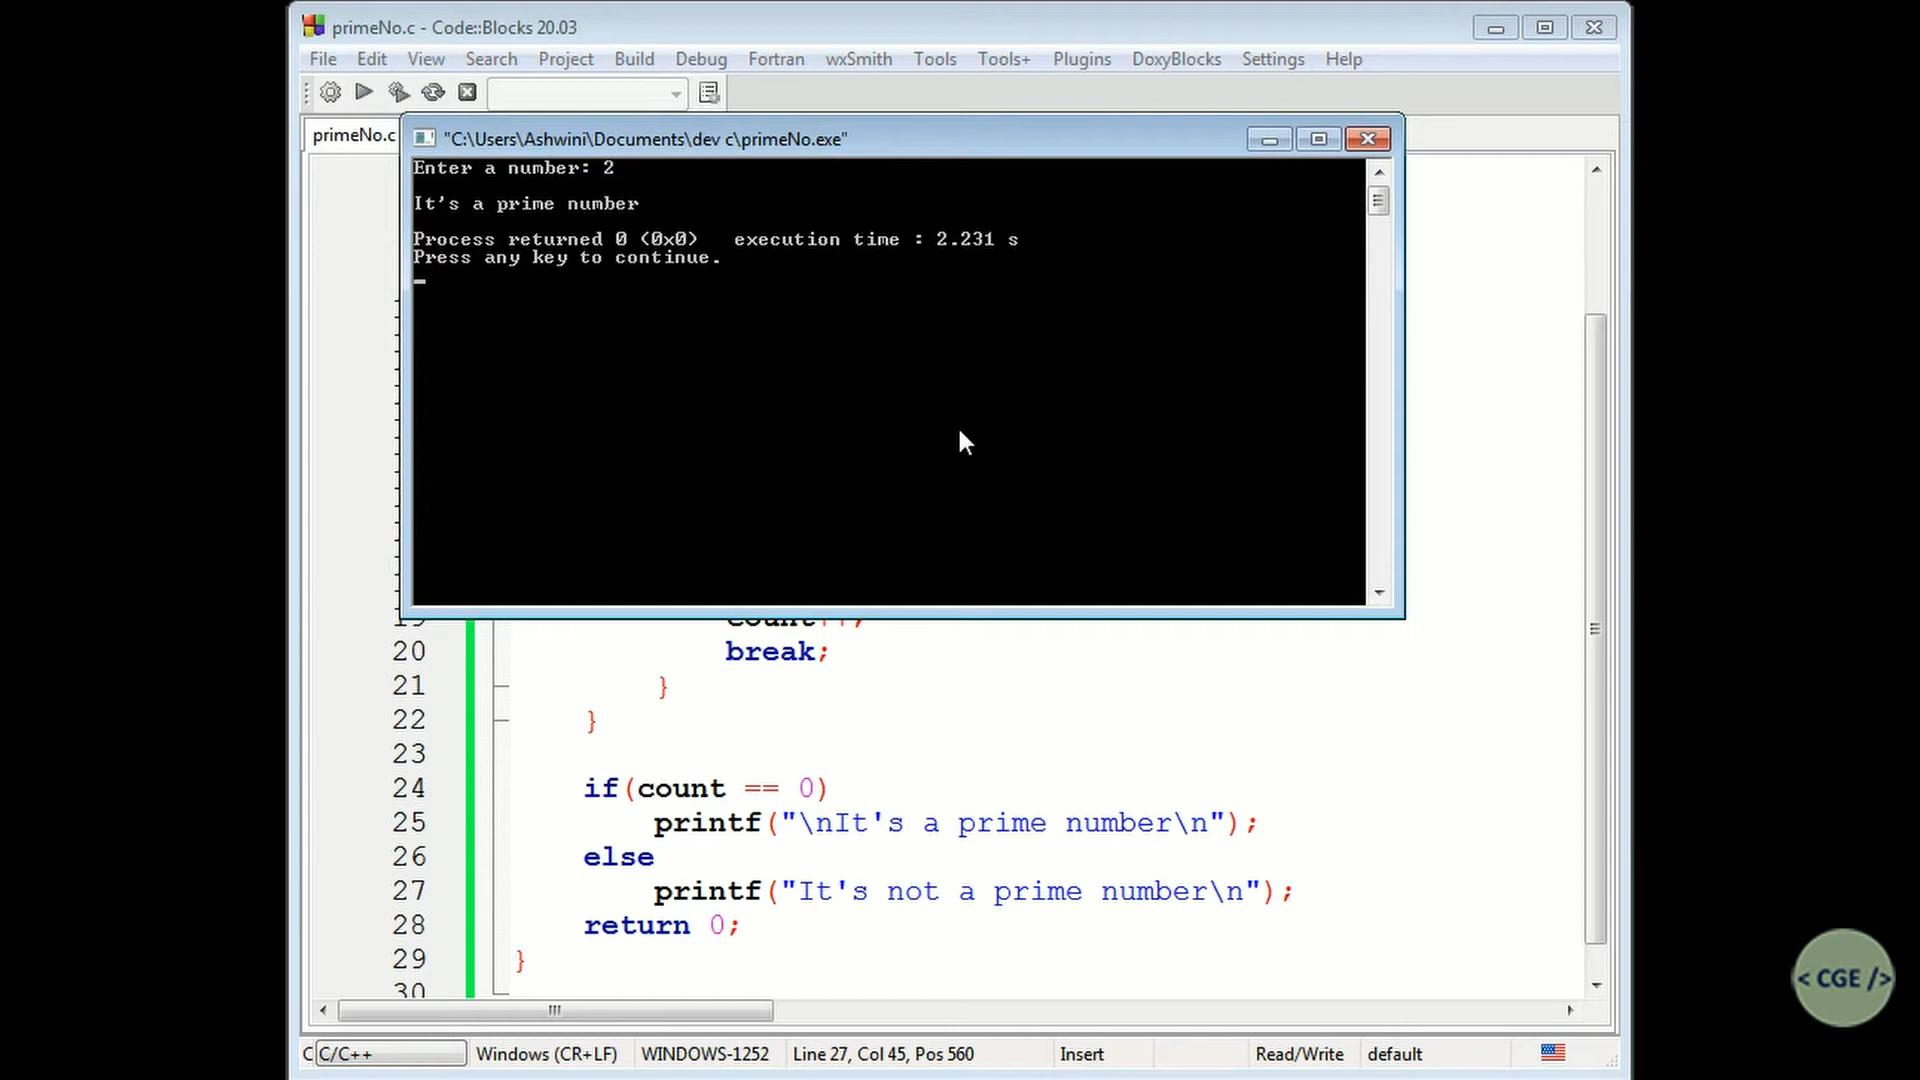 primeNo.c - Code::Blocks 20.03
File Edit View Search Project Build Debug Fortran wxSmith Tools Tools+ Plugins DoxyBlocks Settings Help
primeNo.c
"C:\Users\Ashwini\Documents\dev c\primeNo.exe"
Enter a number: 2
It's a prime number
Process returned 0 (0x0) execution time : 2.231 s
Press any key to continue.
19 count++;
20 break;
21 }
22 }
23
24 if(count == 0)
25 printf("\nIt's a prime number\n");
26 else
27 printf("It's not a prime number\n");
28 return 0;
29 }
30
C C/C++ Windows (CR+LF) WINDOWS-1252 Line 27, Col 45, Pos 560 Insert Read/Write default
< CGE />